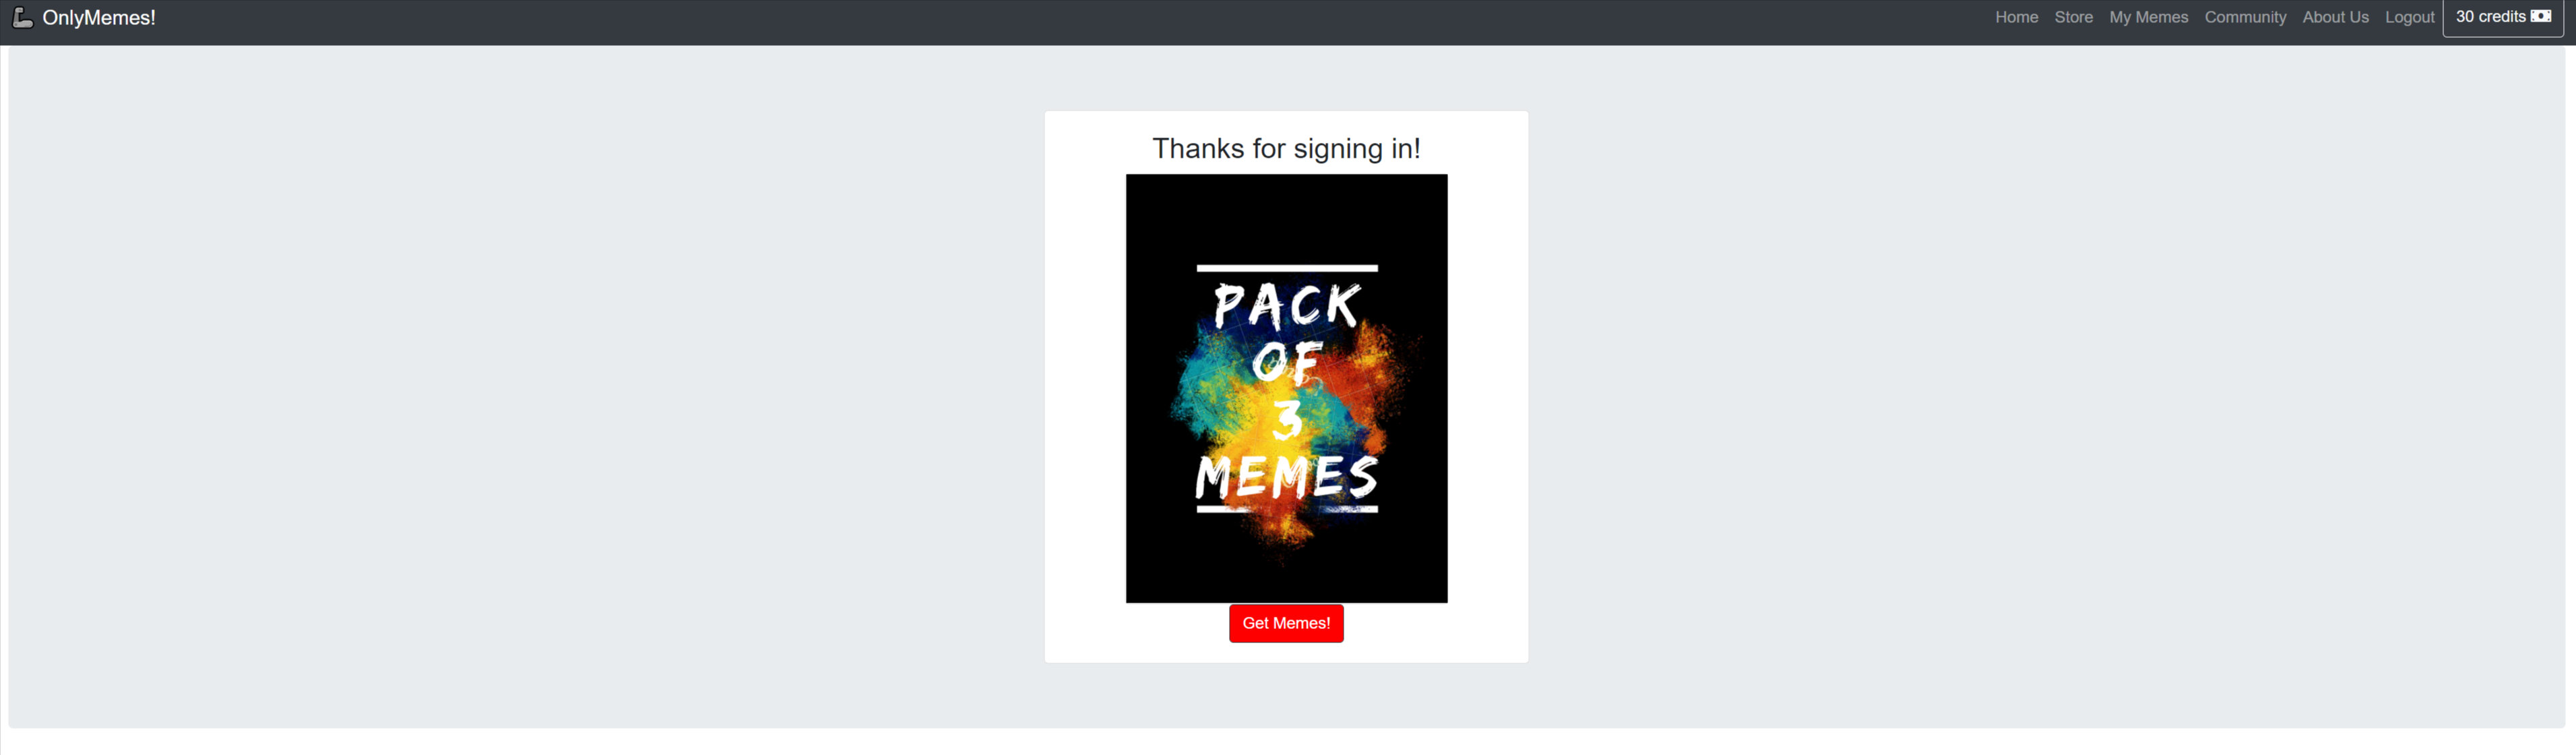 OnlyMemes!
Home Store My Memes Community About Us Logout 30 credits
Thanks for signing in!
PACK
OF
3
MEMES
Get Memes!